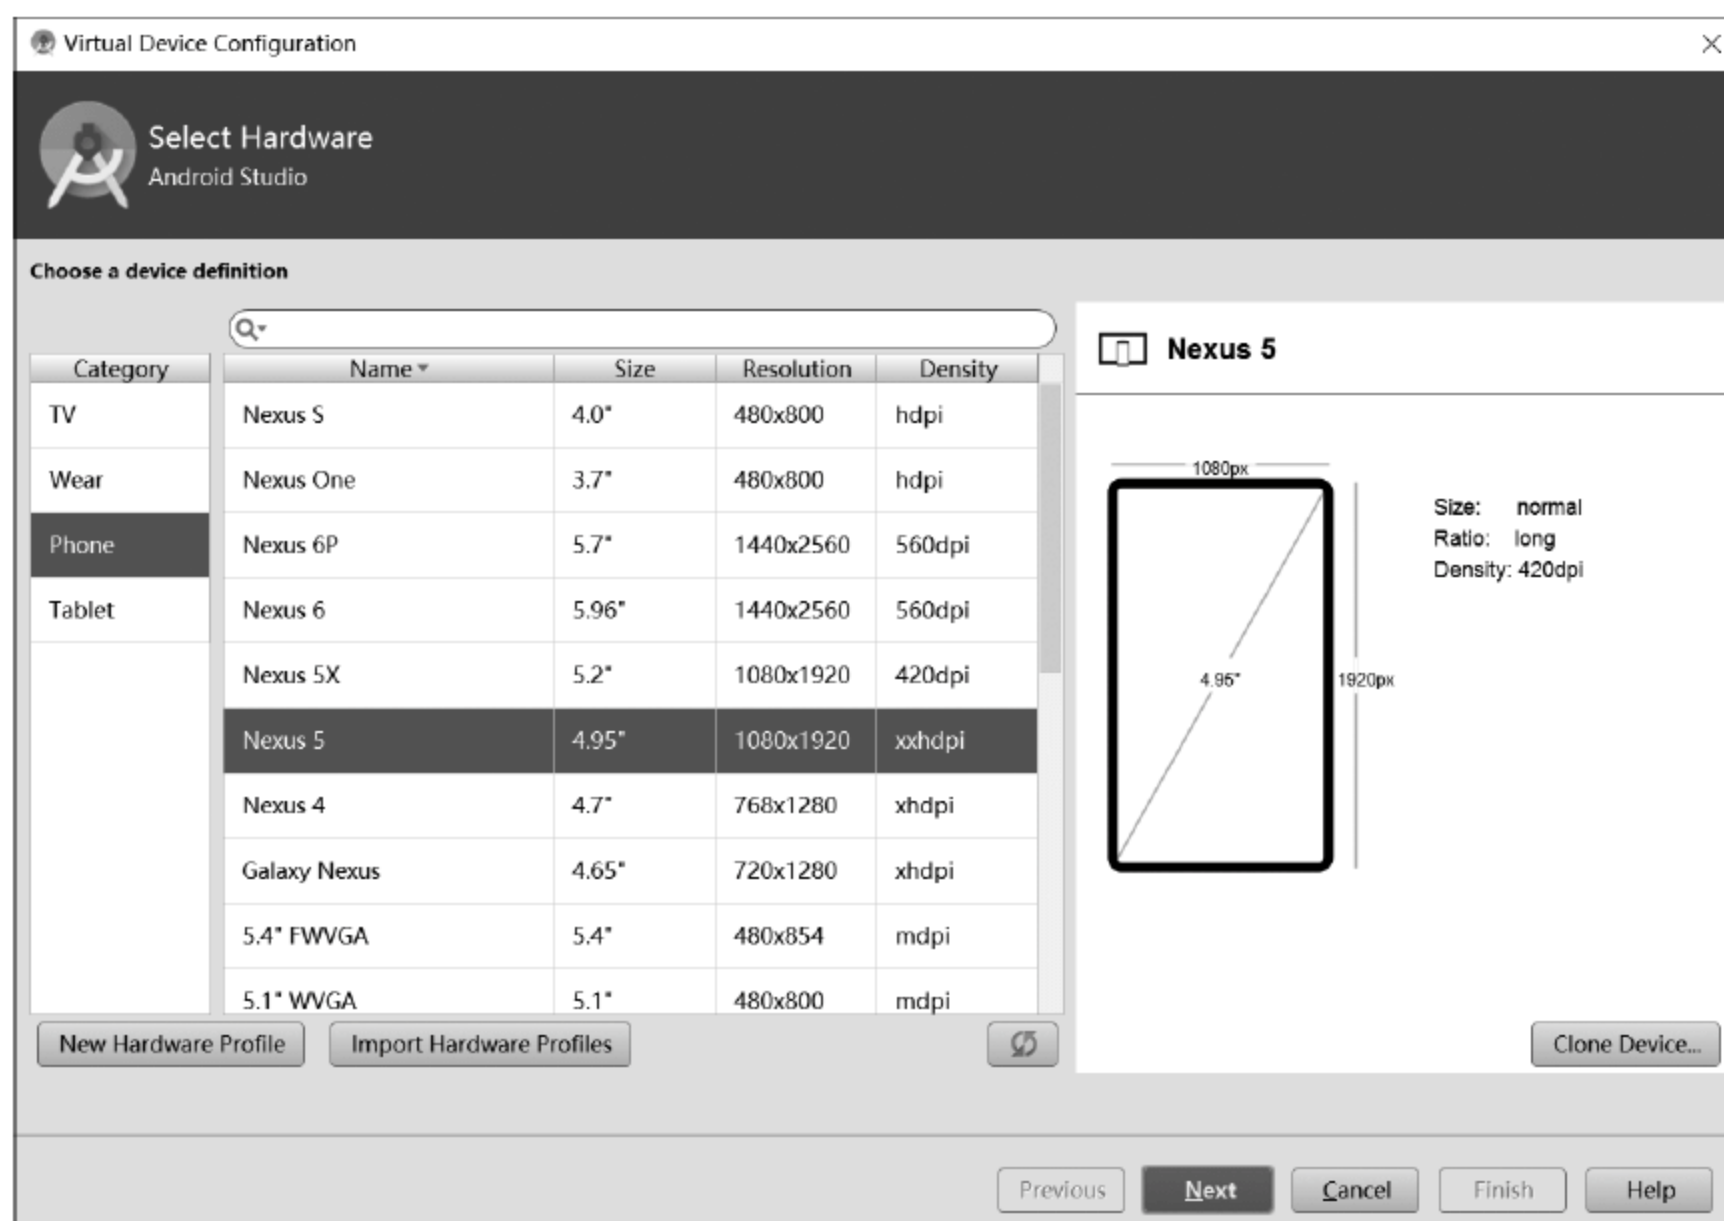 Virtual Device Configuration
Select Hardware
Android Studio
Choose a device definition
Category
TV
Wear
Phone
Tablet
Name Size Resolution Density
Nexus S 4.0" 480x800 hdpi
Nexus One 3.7" 480x800 hdpi
Nexus 6P 5.7" 1440x2560 560dpi
Nexus 6 5.96" 1440x2560 560dpi
Nexus 5X 5.2" 1080x1920 420dpi
Nexus 5 4.95" 1080x1920 xxhdpi
Nexus 4 4.7" 768x1280 xhdpi
Galaxy Nexus 4.65" 720x1280 xhdpi
5.4" FWVGA 5.4" 480x854 mdpi
5.1" WVGA 5.1" 480x800 mdpi
New Hardware Profile Import Hardware Profiles
Nexus 5
1080px
4.95"
1920px
Size: normal
Ratio: long
Density: 420dpi
Clone Device...
Previous Next Cancel Finish Help